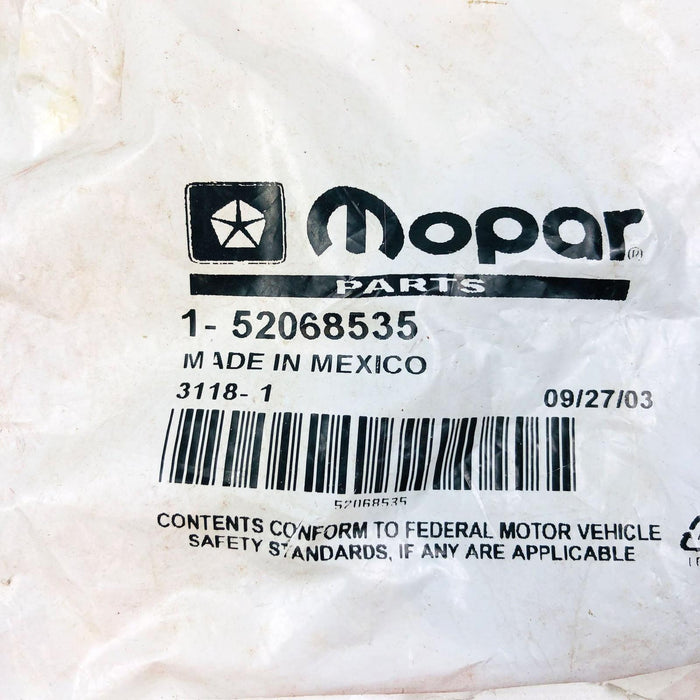 Mopar®
PARTS
1- 52068535
MADE IN MEXICO
3118- 1 09/27/03
52068535
CONTENTS CONFORM TO FEDERAL MOTOR VEHICLE
SAFETY STANDARDS, IF ANY ARE APPLICABLE